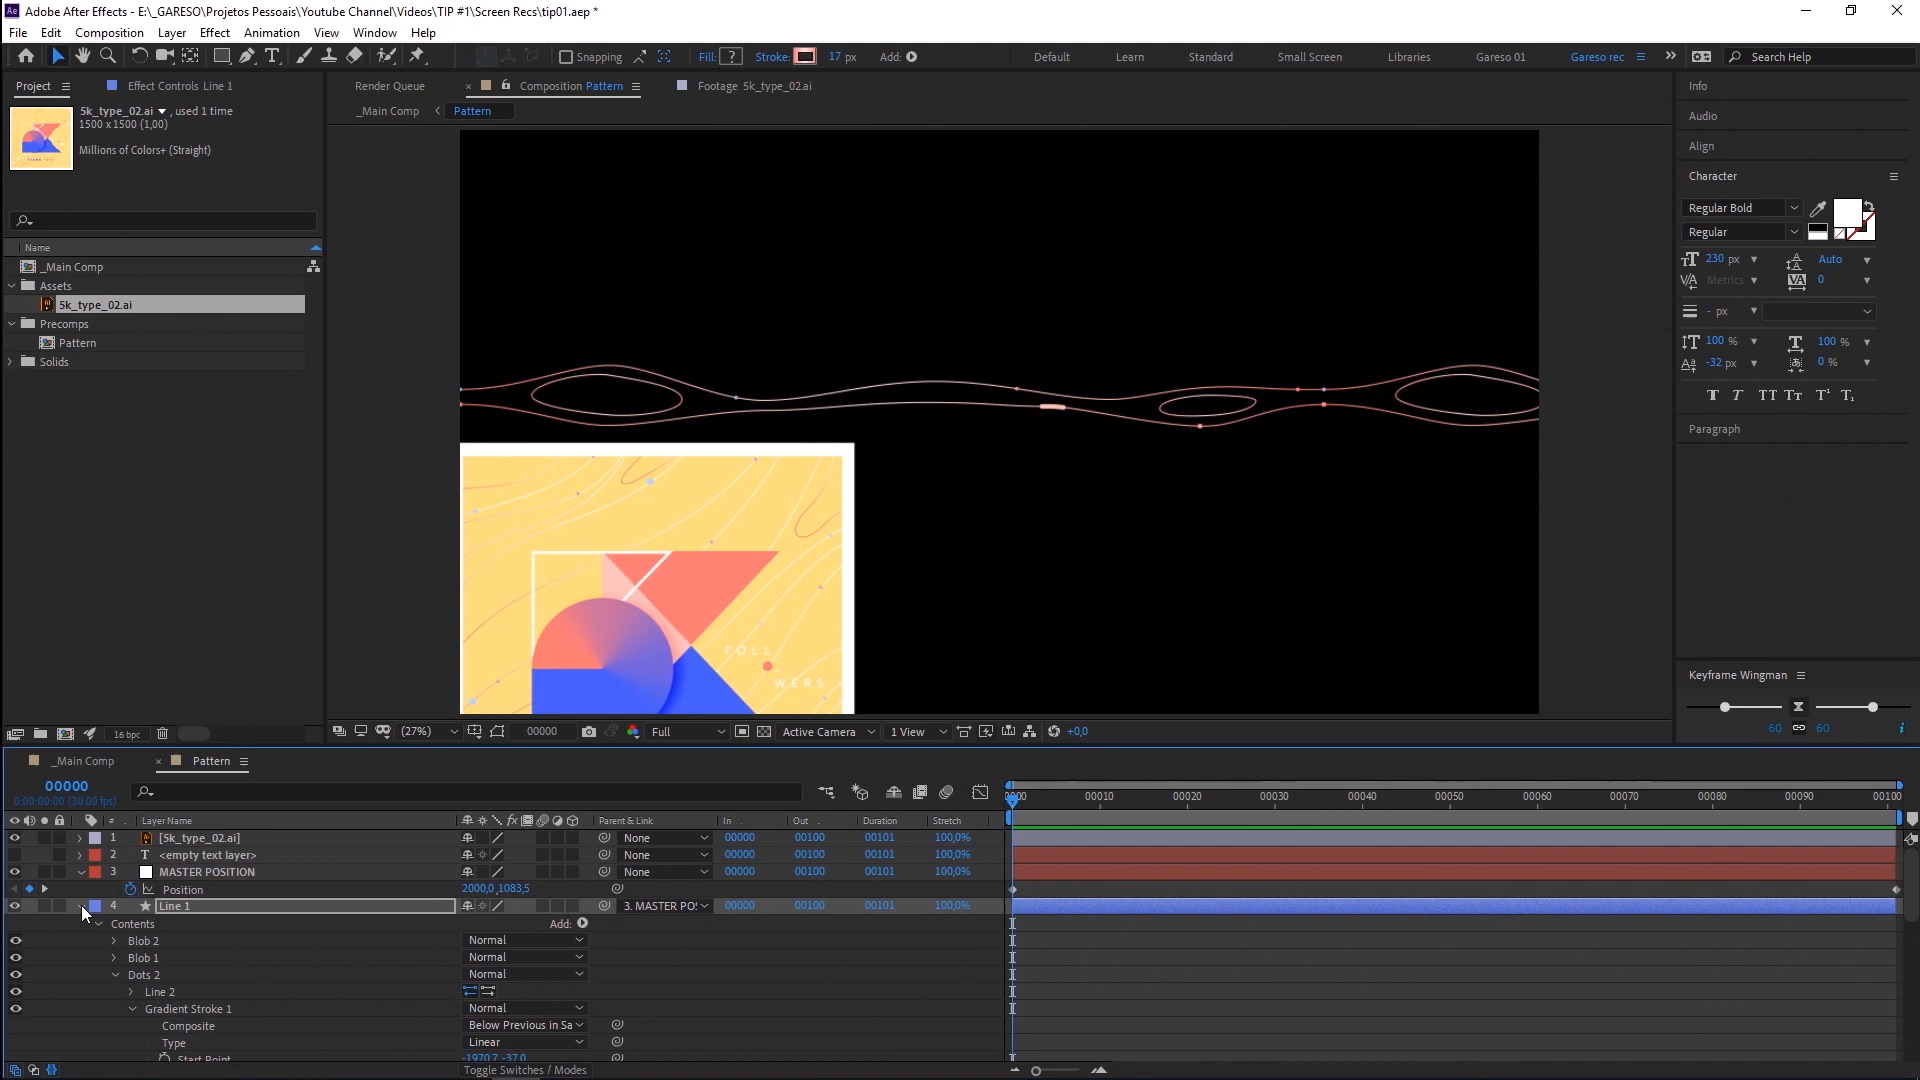 Adobe After Effects - E:\_GARESO\Projetos Pessoais\Youtube Channel\Videos\TIP #1\Screen Recs\tip01.aep *
File Edit Composition Layer Effect Animation View Window Help
Snapping Fill: ? Stroke: 17 px Add: Default Learn Standard Small Screen Libraries Gareso 01 Gareso rec Search Help
Project Effect Controls Line 1
Render Queue Composition Pattern Footage 5k_type_02.ai
_Main Comp Pattern
5k_type_02.ai , used 1 time
1500 x 1500 (1,00)
Millions of Colors+ (Straight)
Name
_Main Comp
Assets
5k_type_02.ai
Precomps
Pattern
Solids
16 bpc
FOLL
WERS
(27%) 00000 Full Active Camera 1 View +0,0
Info
Audio
Align
Character
Regular Bold
Regular
230 px Auto
Metrics 0
- px
100 % 100 %
-32 px 0 %
T T TT Tт T¹ T₁
Paragraph
Keyframe Wingman
60 60
_Main Comp Pattern
00000
0:00:00:00 (30.00 fps)
0000 00010 00020 00030 00040 00050 00060 00070 00080 00090 00100
# Layer Name Parent & Link In Out Duration Stretch
1 [5k_type_02.ai] None 00000 00100 00101 100,0%
2 T <empty text layer> None 00000 00100 00101 100,0%
3 MASTER POSITION None 00000 00100 00101 100,0%
Position 2000,0 ,1083,5
4 Line 1 3. MASTER POS 00000 00100 00101 100,0%
Contents Add:
Blob 2 Normal
Blob 1 Normal
Dots 2 Normal
Line 2
Gradient Stroke 1 Normal
Composite Below Previous in Sa
Type Linear
Start Point -1970,7 ,-37,0
Toggle Switches / Modes